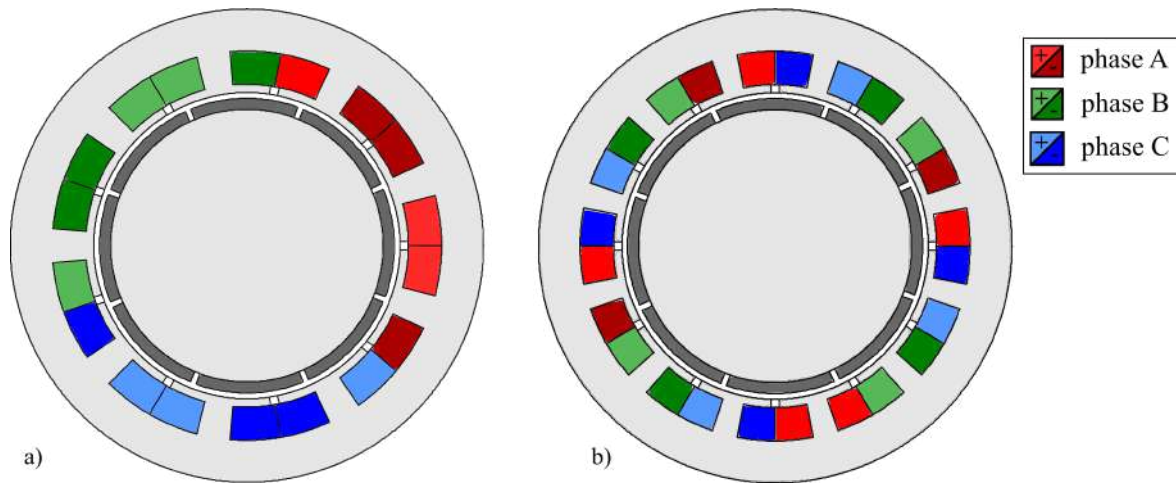 + - phase A
+ - phase B
+ - phase C
a)
b)